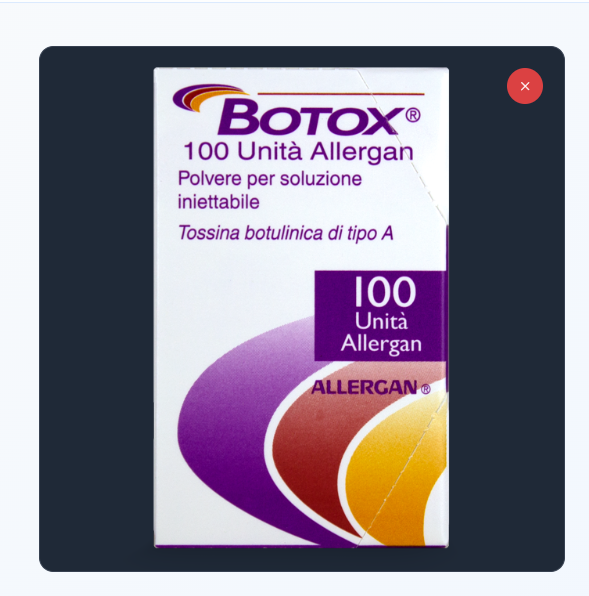 BOTOX®
100 Unità Allergan
Polvere per soluzione
iniettabile
Tossina botulinica di tipo A
100
Unità
Allergan
ALLERGAN®